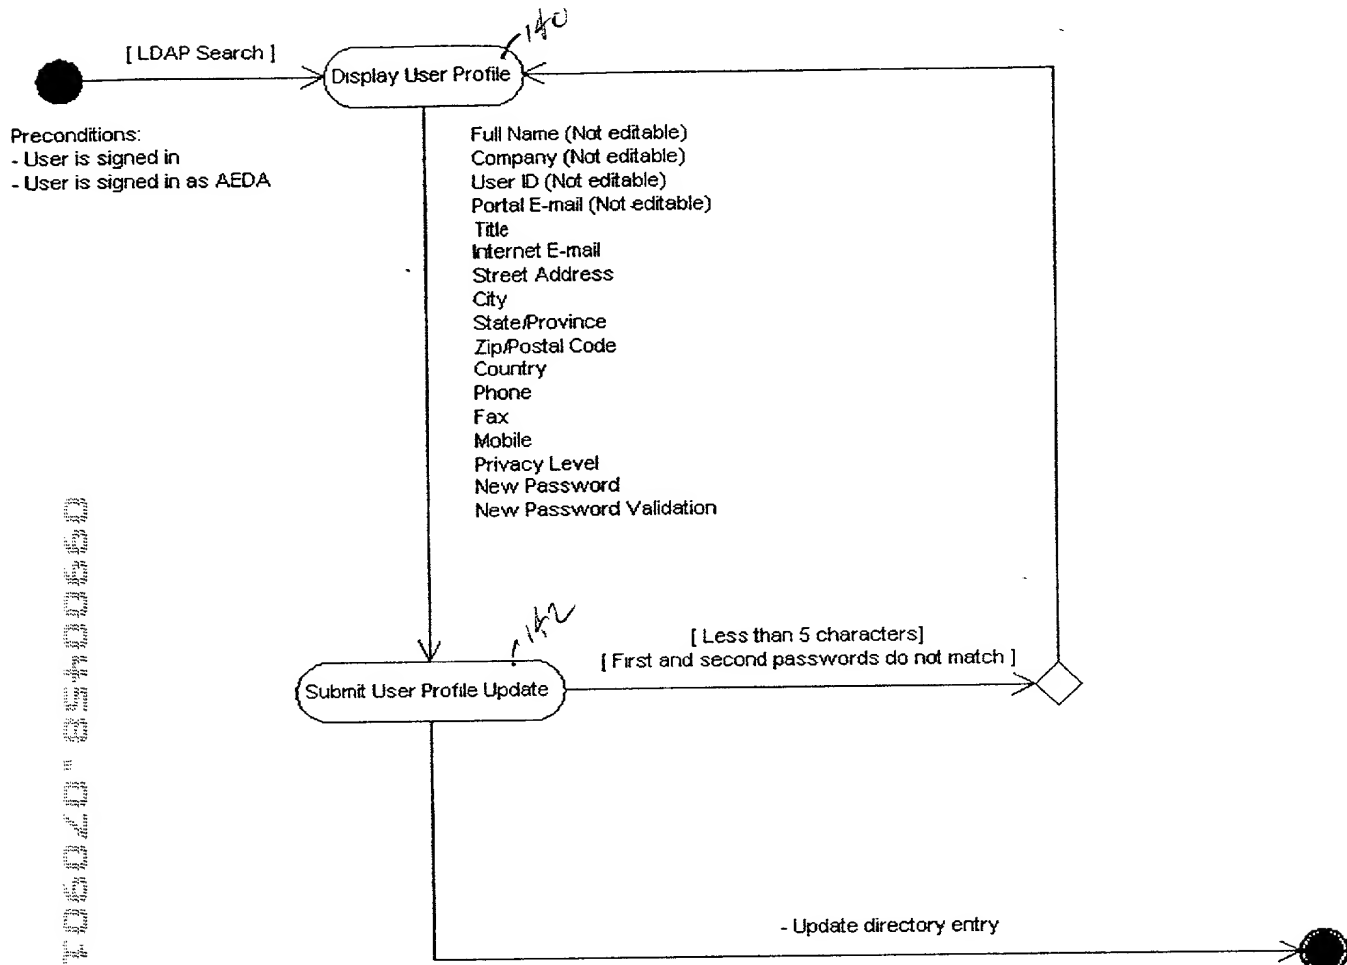 140
[ LDAP Search ]
Display User Profile
Preconditions:
- User is signed in
- User is signed in as AEDA
Full Name (Not editable)
Company (Not editable)
User ID (Not editable)
Portal E-mail (Not editable)
Title
Internet E-mail
Street Address
City
State/Province
Zip/Postal Code
Country
Phone
Fax
Mobile
Privacy Level
New Password
New Password Validation
142
[ Less than 5 characters]
[ First and second passwords do not match ]
Submit User Profile Update
- Update directory entry